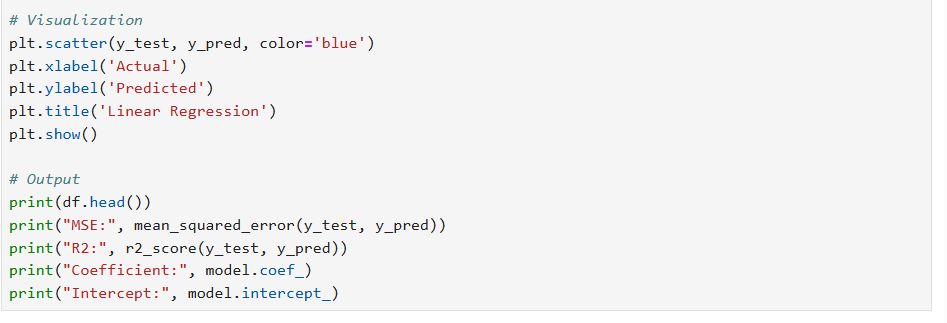 # Visualization
plt.scatter(y_test, y_pred, color='blue')
plt.xlabel('Actual')
plt.ylabel('Predicted')
plt.title('Linear Regression')
plt.show()
# Output
print(df.head())
print("MSE:", mean_squared_error(y_test, y_pred))
print("R2:", r2_score(y_test, y_pred))
print("Coefficient:", model.coef_)
print("Intercept:", model.intercept_)